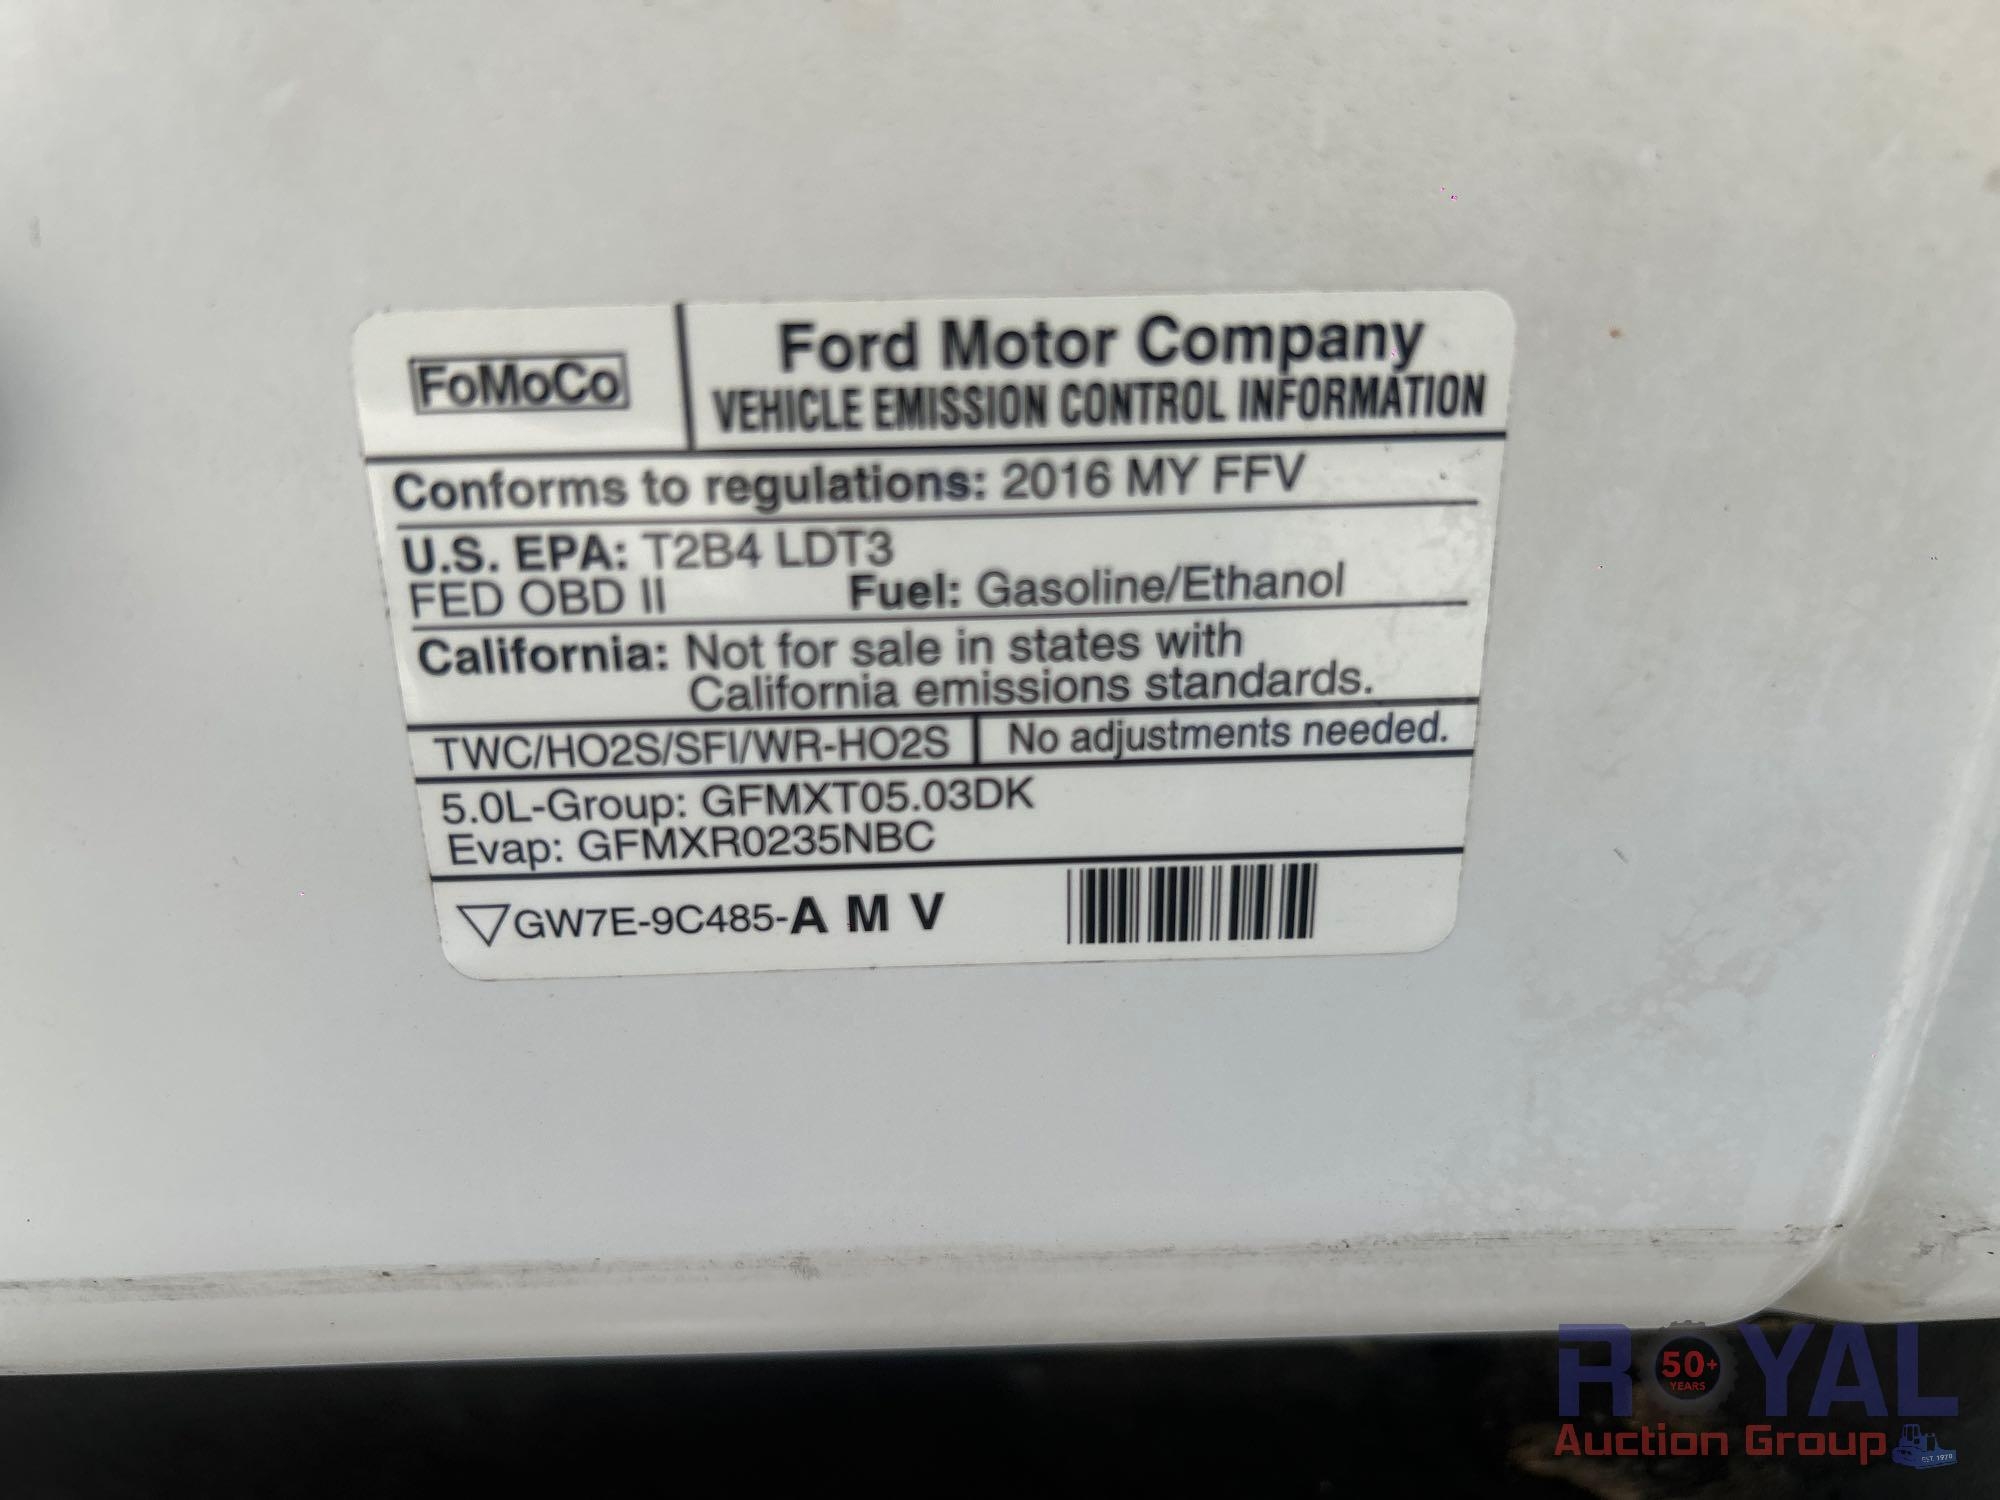 FoMoCo
Ford Motor Company
VEHICLE EMISSION CONTROL INFORMATION
Conforms to regulations: 2016 MY FFV
U.S. EPA: T2B4 LDT3
FED OBD II Fuel: Gasoline/Ethanol
California: Not for sale in states with
California emissions standards.
TWC/HO2S/SFI/WR-HO2S No adjustments needed.
5.0L-Group: GFMXT05.03DK
Evap: GFMXR0235NBC
GW7E-9C485-A M V
ROYAL
50+
YEARS
Auction Group
EST. 1970